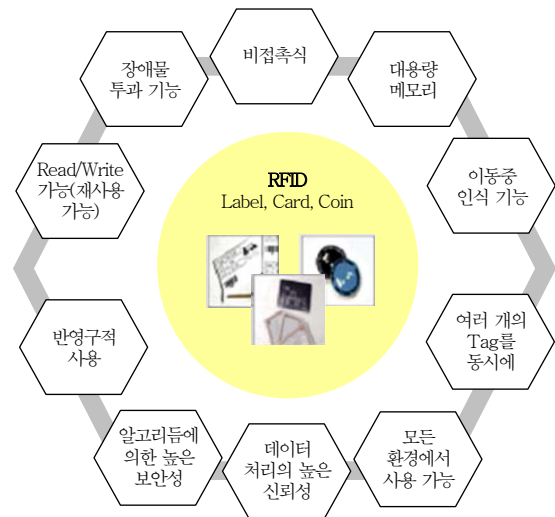 비접촉식
장애물
투과 기능
대용량
메모리
Read/Write
가능(재사용
가능)
이동중
인식 기능
RFID
Label, Card, Coin
반영구적
사용
여러 개의
Tag를
동시에
알고리듬에
의한 높은
보안성
데이터
처리의 높은
신뢰성
모든
환경에서
사용 가능